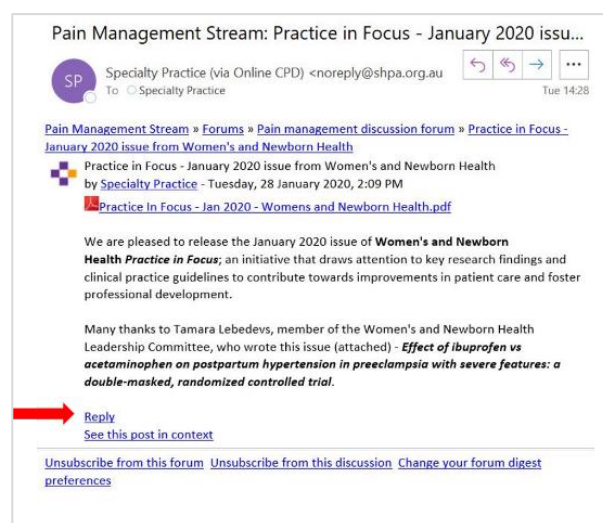 Pain Management Stream: Practice in Focus - January 2020 issu...
SP
Specialty Practice (via Online CPD) <noreply@shpa.org.au
To Specialty Practice
Tue 14:28
Pain Management Stream » Forums » Pain management discussion forum » Practice in Focus -
January 2020 issue from Women's and Newborn Health
Practice in Focus - January 2020 issue from Women's and Newborn Health
by Specialty Practice - Tuesday, 28 January 2020, 2:09 PM
Practice In Focus - Jan 2020 - Womens and Newborn Health.pdf
We are pleased to release the January 2020 issue of Women's and Newborn
Health Practice in Focus; an initiative that draws attention to key research findings and
clinical practice guidelines to contribute towards improvements in patient care and foster
professional development.
Many thanks to Tamara Lebedevs, member of the Women's and Newborn Health
Leadership Committee, who wrote this issue (attached) - Effect of ibuprofen vs
acetaminophen on postpartum hypertension in preeclampsia with severe features: a
double-masked, randomized controlled trial.
Reply
See this post in context
Unsubscribe from this forum Unsubscribe from this discussion Change your forum digest
preferences